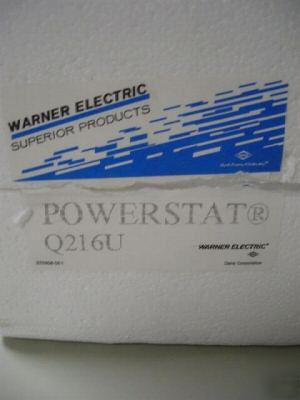 WARNER ELECTRIC
SUPERIOR PRODUCTS
POWERSTAT®
Q216U
WARNER ELECTRIC
Dana Corporation